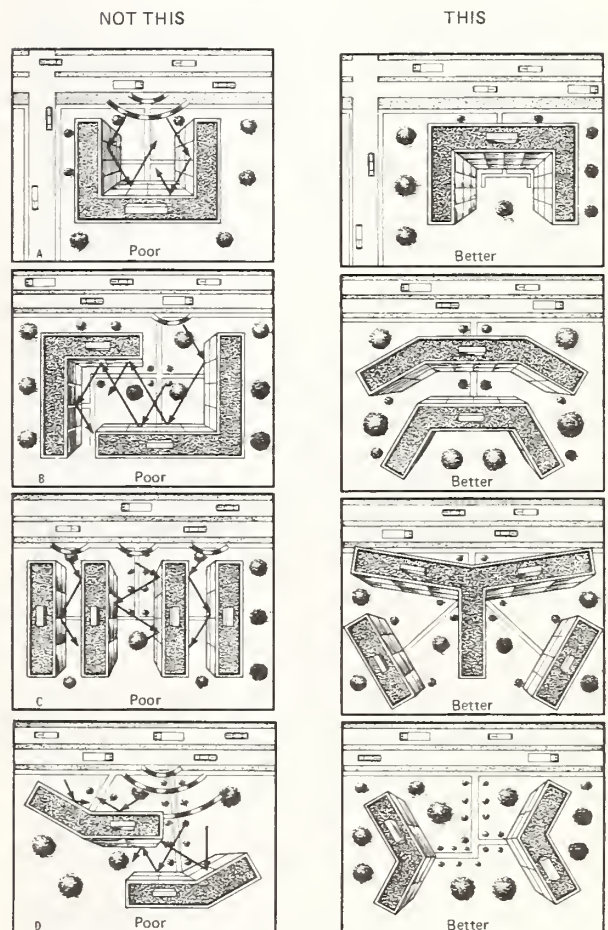 NOT THIS THIS
A Poor Better
B Poor Better
C Poor Better
D Poor Better